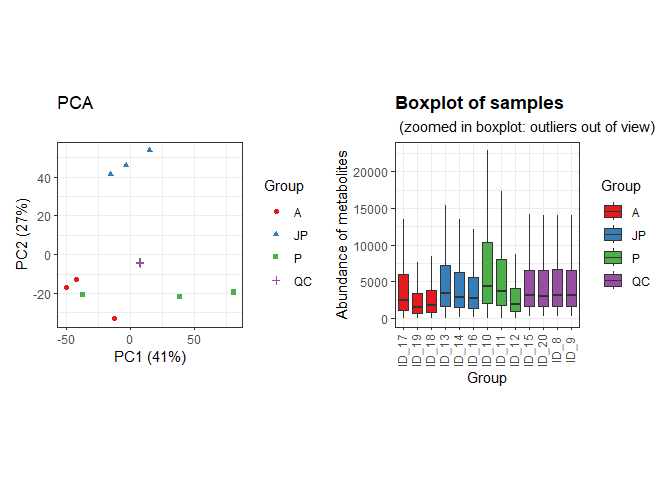 PCA
PC2 (27%)
40
20
0
-20
-50
0
50
PC1 (41%)
Group
A
JP
P
QC
Boxplot of samples
(zoomed in boxplot: outliers out of view)
Abundance of metabolites
20000
15000
10000
5000
0
ID_17
ID_19
ID_18
ID_13
ID_14
ID_16
ID_10
ID_11
ID_12
ID_15
ID_20
ID_8
ID_9
Group
Group
A
JP
P
QC